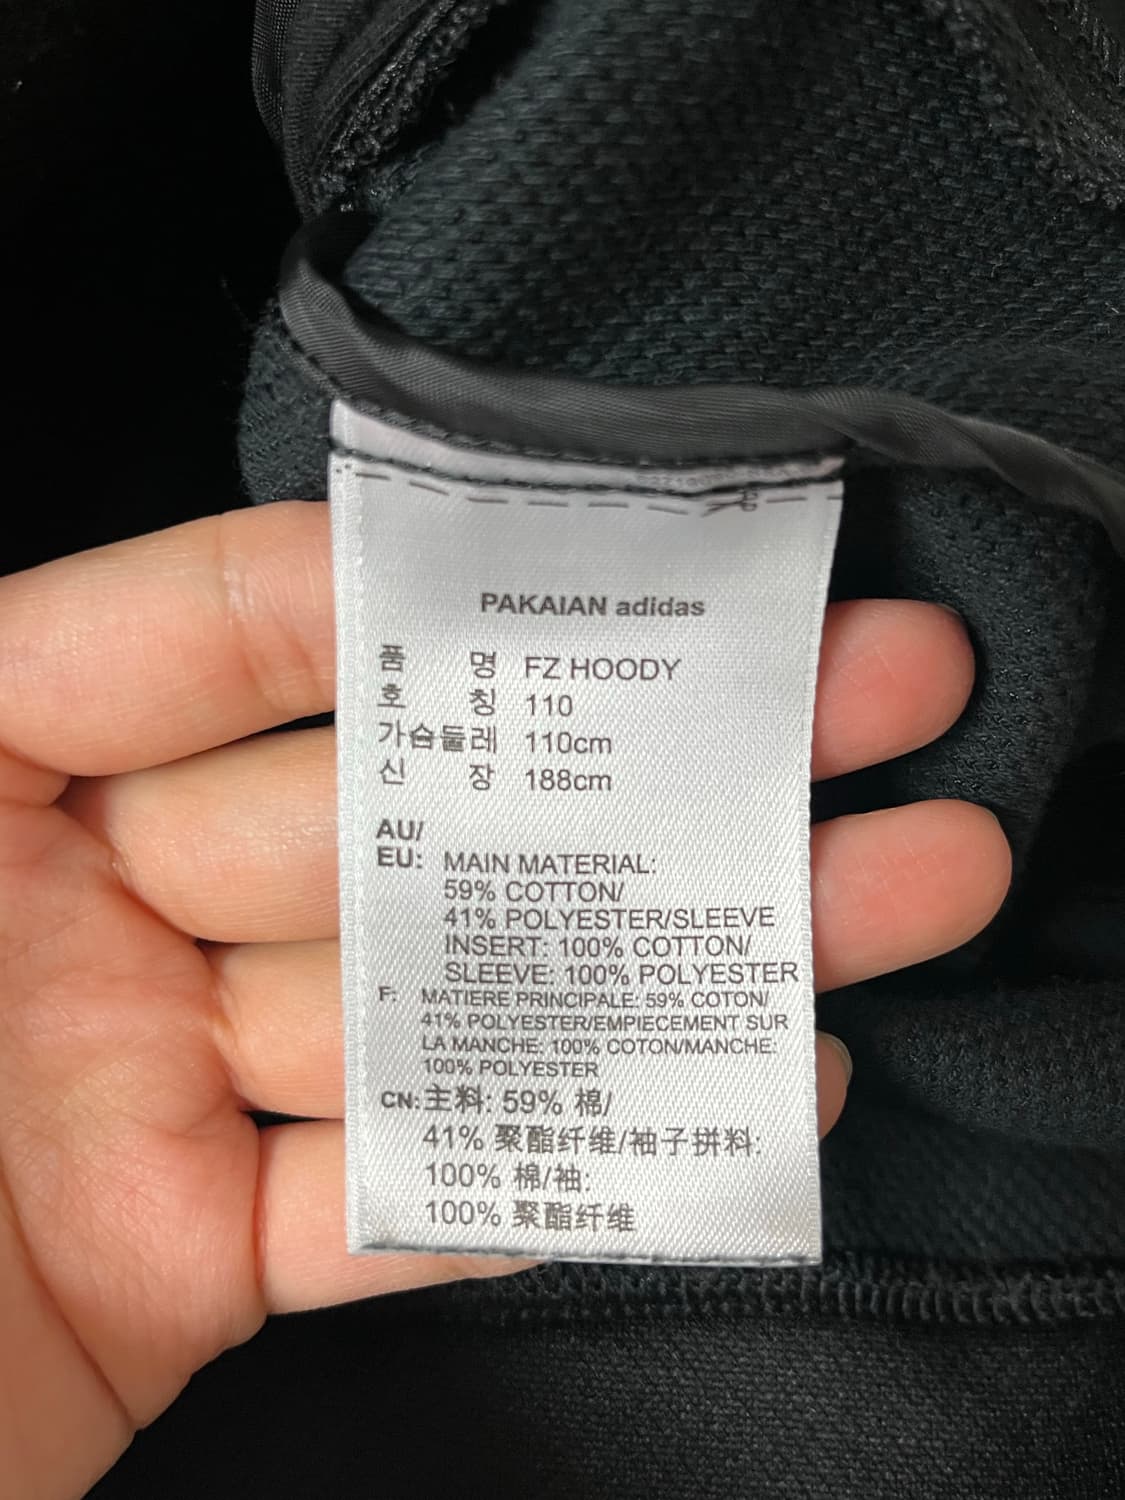 PAKAIAN adidas
품 명 FZ HOODY
호 칭 110
가슴둘레 110cm
신 장 188cm
AU/
EU: MAIN MATERIAL:
59% COTTON/
41% POLYESTER/SLEEVE
INSERT: 100% COTTON/
SLEEVE: 100% POLYESTER
F: MATIERE PRINCIPALE: 59% COTON/
41% POLYESTER/EMPIECEMENT SUR
LA MANCHE: 100% COTON/MANCHE:
100% POLYESTER
CN: 主料: 59% 棉/
41% 聚酯纤维/袖子拼料:
100% 棉/袖:
100% 聚酯纤维